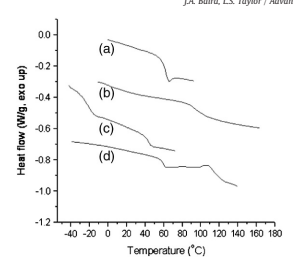 J.A. Baird, L.S. Taylor / Advan
0.0
-0.2
-0.4
-0.6
-0.8
-1.0
-1.2
Heat flow (W/g, exo up)
(a)
(b)
(c)
(d)
-40 -20 0 20 40 60 80 100 120 140 160 180
Temperature (°C)